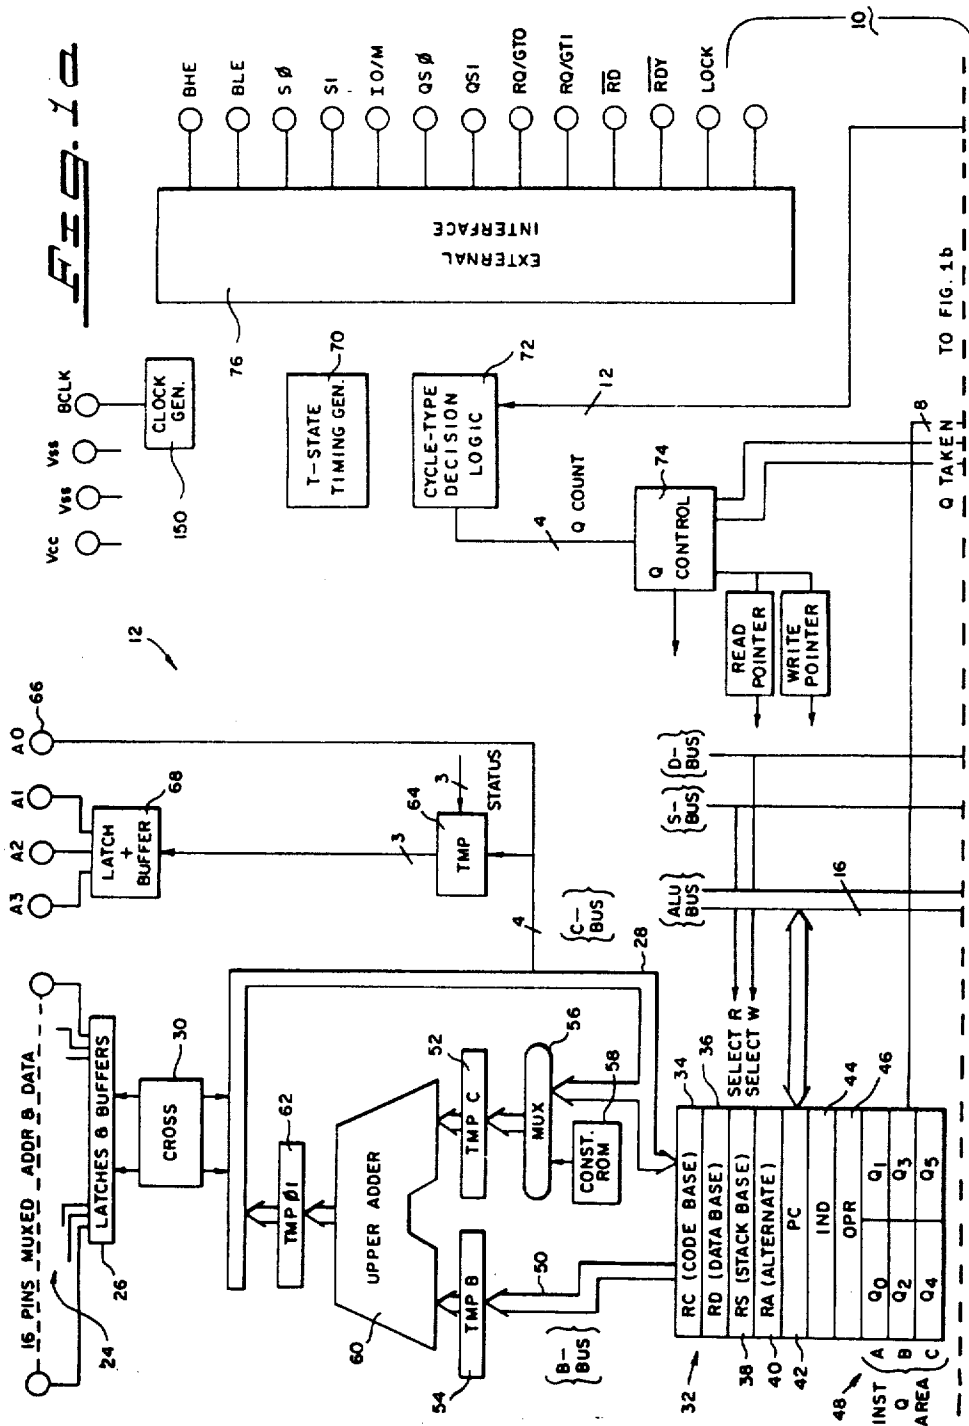 FIG. 1a
16 PINS MUXED ADDR & DATA
24
26
LATCHES & BUFFERS
30
CROSS
62
TMP Ø1
UPPER ADDER
60
52
TMP C
54
TMP B
56
MUX
58
CONST.
ROM
50
(B-
BUS)
28
(C-
BUS)
4
A3
A2
A1
A0
66
68
LATCH
+
BUFFER
3
64
TMP
3
STATUS
12
Vcc
Vss
Vss
BCLK
CLOCK
GEN.
150
T-STATE
TIMING GEN.
70
CYCLE-TYPE
DECISION
LOGIC
72
12
4
Q COUNT
Q
CONTROL
74
READ
POINTER
WRITE
POINTER
76
EXTERNAL
INTERFACE
BHE
BLE
SØ
S1
IO/M
QSØ
QS1
RQ/GTO
RQ/GT1
RD
RDY
LOCK
10
(ALU
BUS)
(S-
BUS)
(D-
BUS)
16
SELECT R
SELECT W
32
34
RC (CODE BASE)
36
RD (DATA BASE)
38
RS (STACK BASE)
40
RA (ALTERNATE)
42
PC
44
IND
46
OPR
48
INST
Q
AREA
A
B
C
Q0
Q1
Q2
Q3
Q4
Q5
8
Q TAKEN
TO FIG. 1b